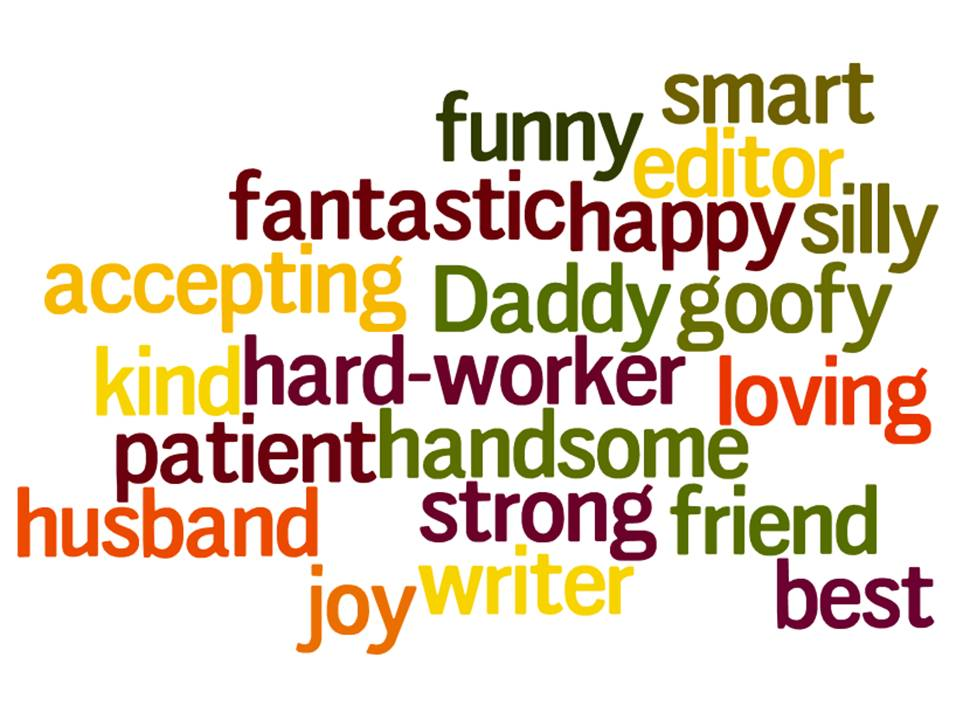 smart
funny
editor
fantastic happy silly
accepting Daddy goofy
kind hard-worker loving
patient handsome
husband strong friend
joy writer best